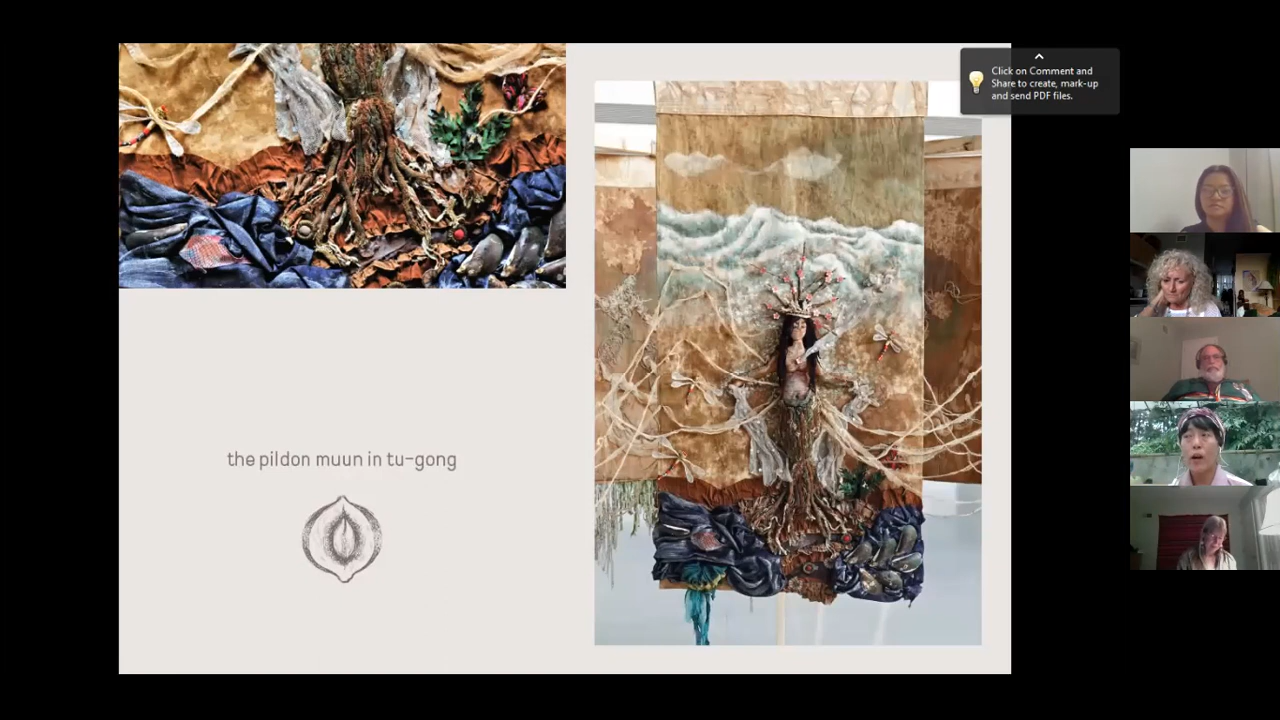 Click on Comment and
Share to create, mark-up
and send PDF files.
the pildon muun in tu-gong